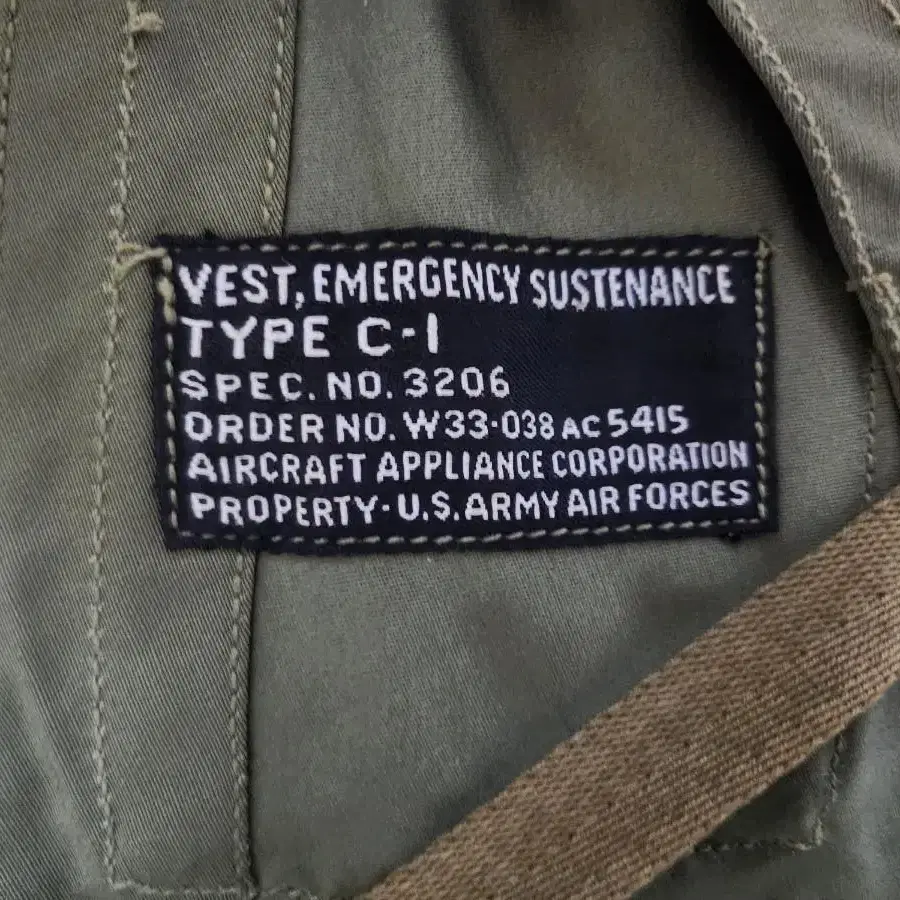 VEST, EMERGENCY SUSTENANCE
TYPE C-1
SPEC. NO. 3206
ORDER NO. W33-038 AC 5415
AIRCRAFT APPLIANCE CORPORATION
PROPERTY-U.S. ARMY AIR FORCES